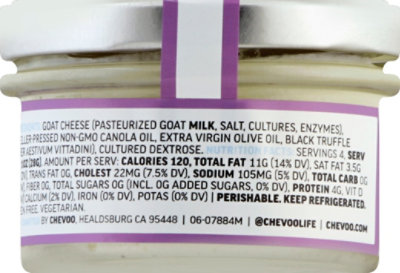 INGREDIENTS: GOAT CHEESE (PASTEURIZED GOAT MILK, SALT, CULTURES, ENZYMES),
-PRESSED NON-GMO CANOLA OIL, EXTRA VIRGIN OLIVE OIL, BLACK TRUFFLE
AESTIVUM VITTADINI), CULTURED DEXTROSE. NUTRITION FACTS: SERVINGS 4, SERV
OZ (28G) AMOUNT PER SERV: CALORIES 120, TOTAL FAT 11G (14% DV), SAT FAT 3.5G
DV), TRANS FAT 0G, CHOLEST 22MG (7.5% DV), SODIUM 105MG (5% DV), TOTAL CARB 0G
FIBER 0G, TOTAL SUGARS 0G (INCL. 0G ADDED SUGARS, 0% DV), PROTEIN 4G, VIT D
CALCIUM (2% DV), IRON (0% DV), POTAS (0% DV) | PERISHABLE. KEEP REFRIGERATED.
EN FREE, VEGETARIAN.
BY CHEVOO, HEALDSBURG CA 95448 | 06-07884M | @CHEVOOLIFE | CHEVOO.COM